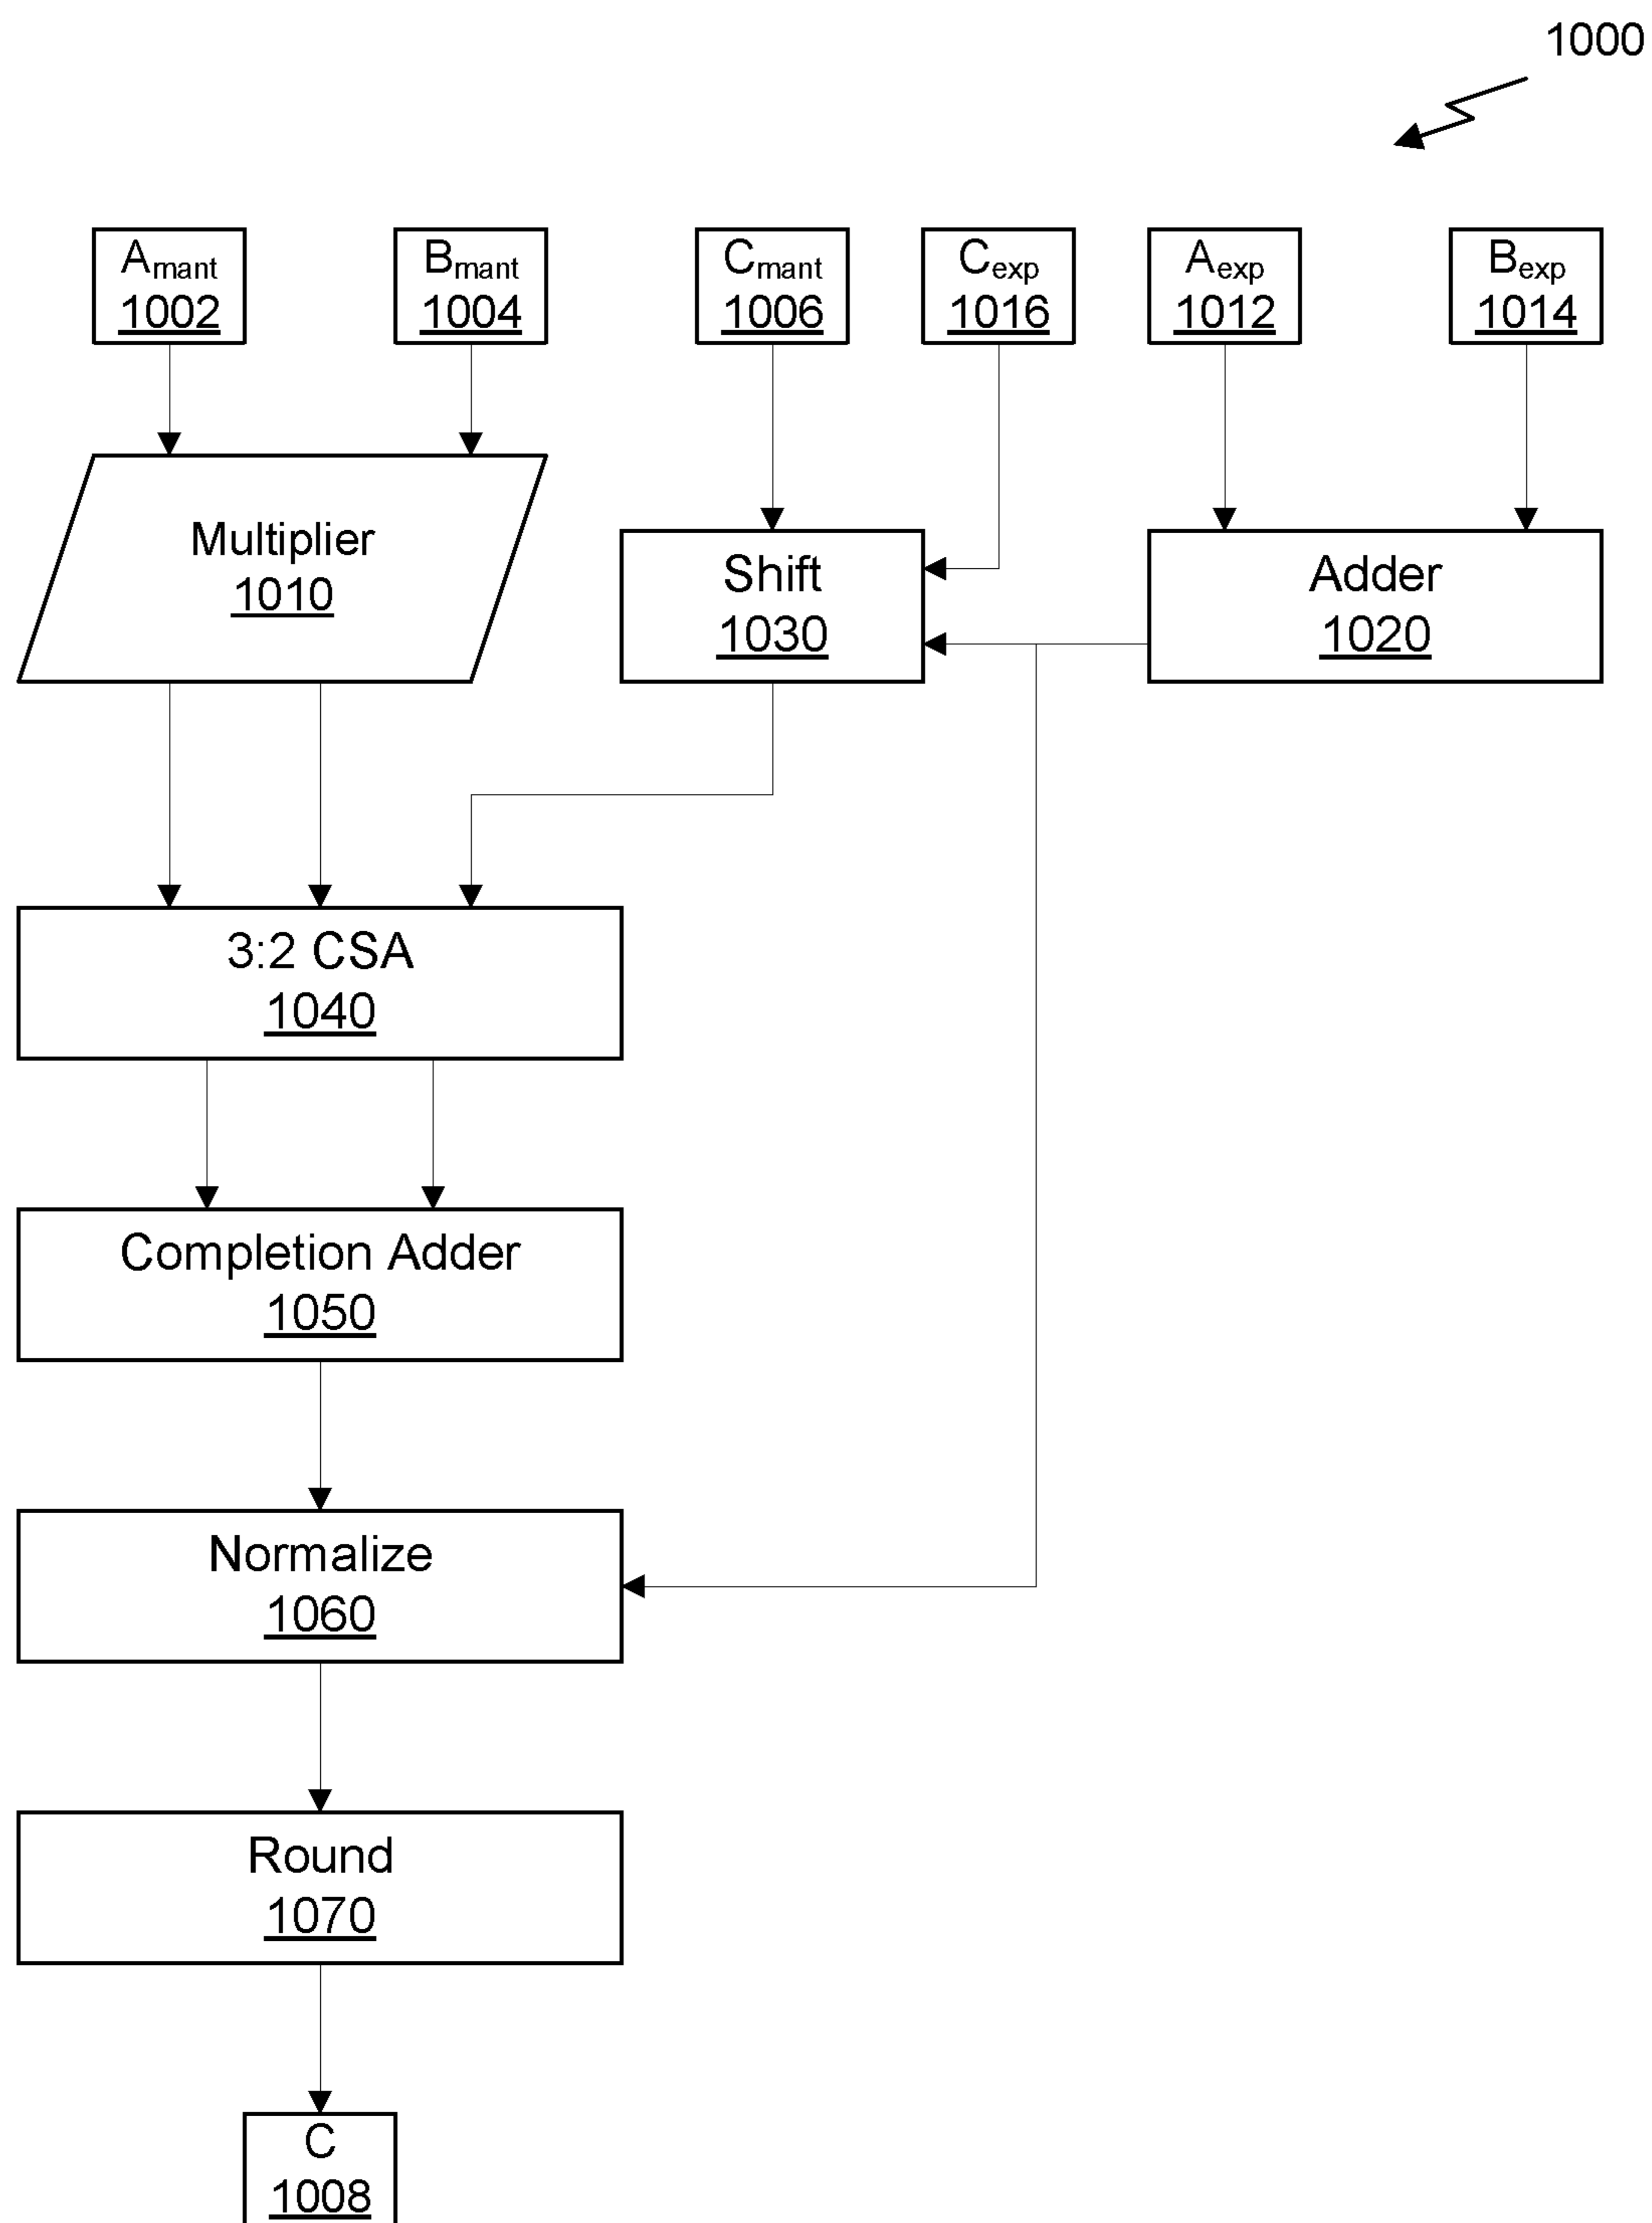 1000
Amant
1002
Bmant
1004
Cmant
1006
Cexp
1016
Aexp
1012
Bexp
1014
Multiplier
1010
Shift
1030
Adder
1020
3:2 CSA
1040
Completion Adder
1050
Normalize
1060
Round
1070
C
1008